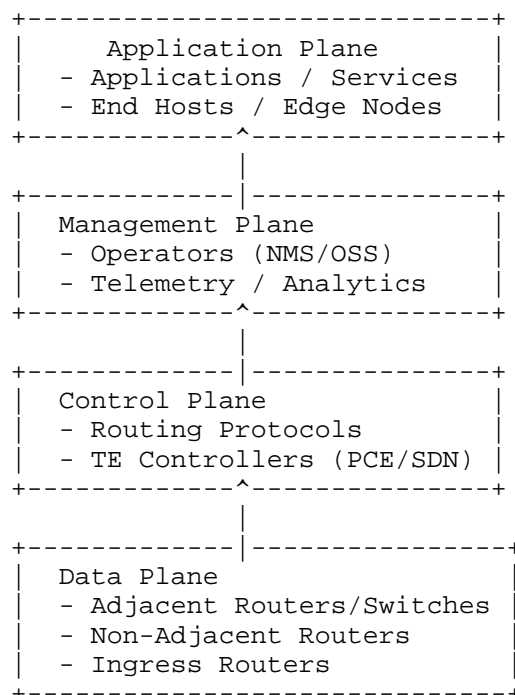 Application Plane
- Applications / Services
- End Hosts / Edge Nodes
Management Plane
- Operators (NMS/OSS)
- Telemetry / Analytics
Control Plane
- Routing Protocols
- TE Controllers (PCE/SDN)
Data Plane
- Adjacent Routers/Switches
- Non-Adjacent Routers
- Ingress Routers